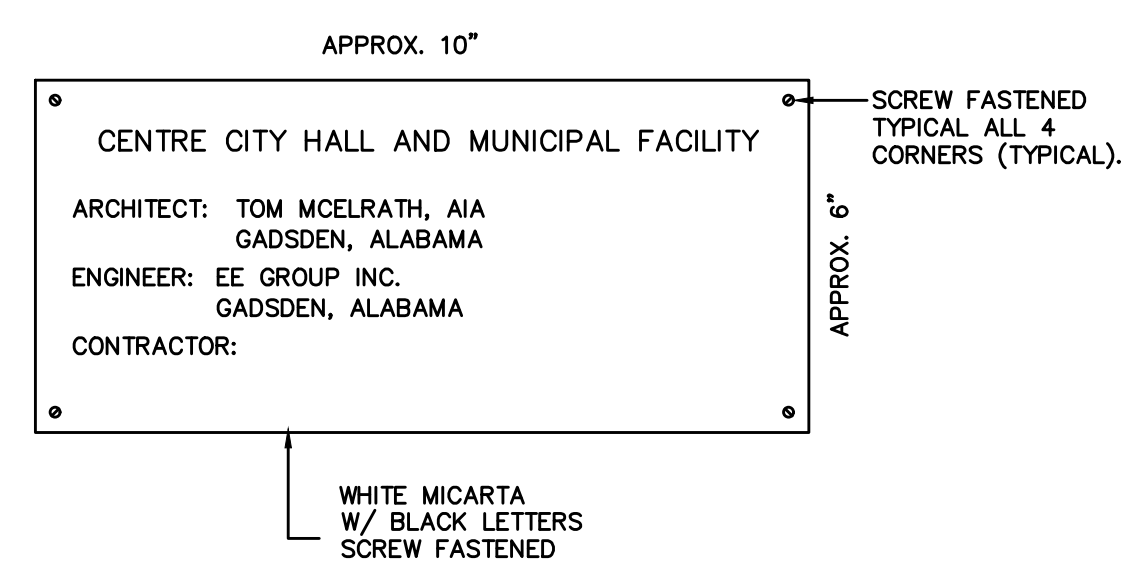 APPROX. 10"
SCREW FASTENED
TYPICAL ALL 4
CORNERS (TYPICAL).
CENTRE CITY HALL AND MUNICIPAL FACILITY
ARCHITECT: TOM MCELRATH, AIA
GADSDEN, ALABAMA
ENGINEER: EE GROUP INC.
GADSDEN, ALABAMA
CONTRACTOR:
APPROX. 6"
WHITE MICARTA
W/ BLACK LETTERS
SCREW FASTENED